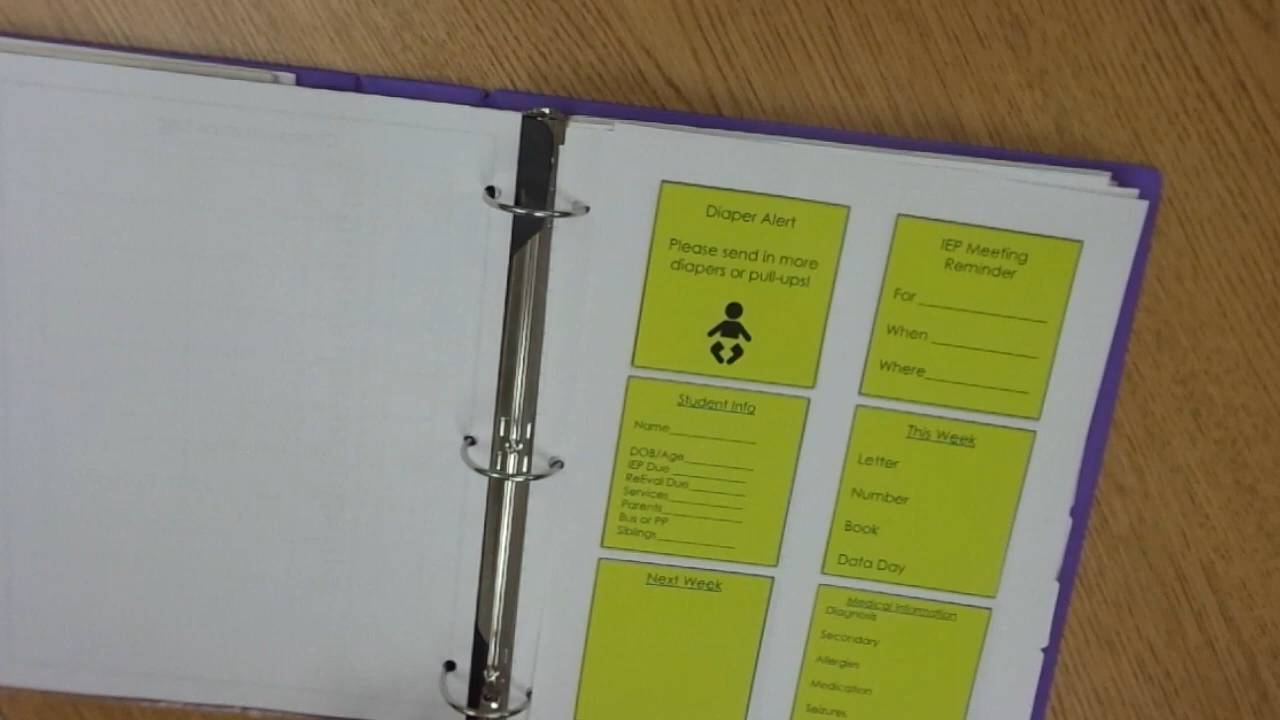 Diaper Alert
Please send in more
diapers or pull-ups!
IEP Meeting
Reminder
For
When
Where
Student Info
Name
DOB/Age
IEP Due
ReEval Due
Services
Parents
Bus or PP
Siblings
This Week
Letter
Number
Book
Data Day
Next Week
Medical Information
Diagnosis
Secondary
Allergies
Medication
Seizures